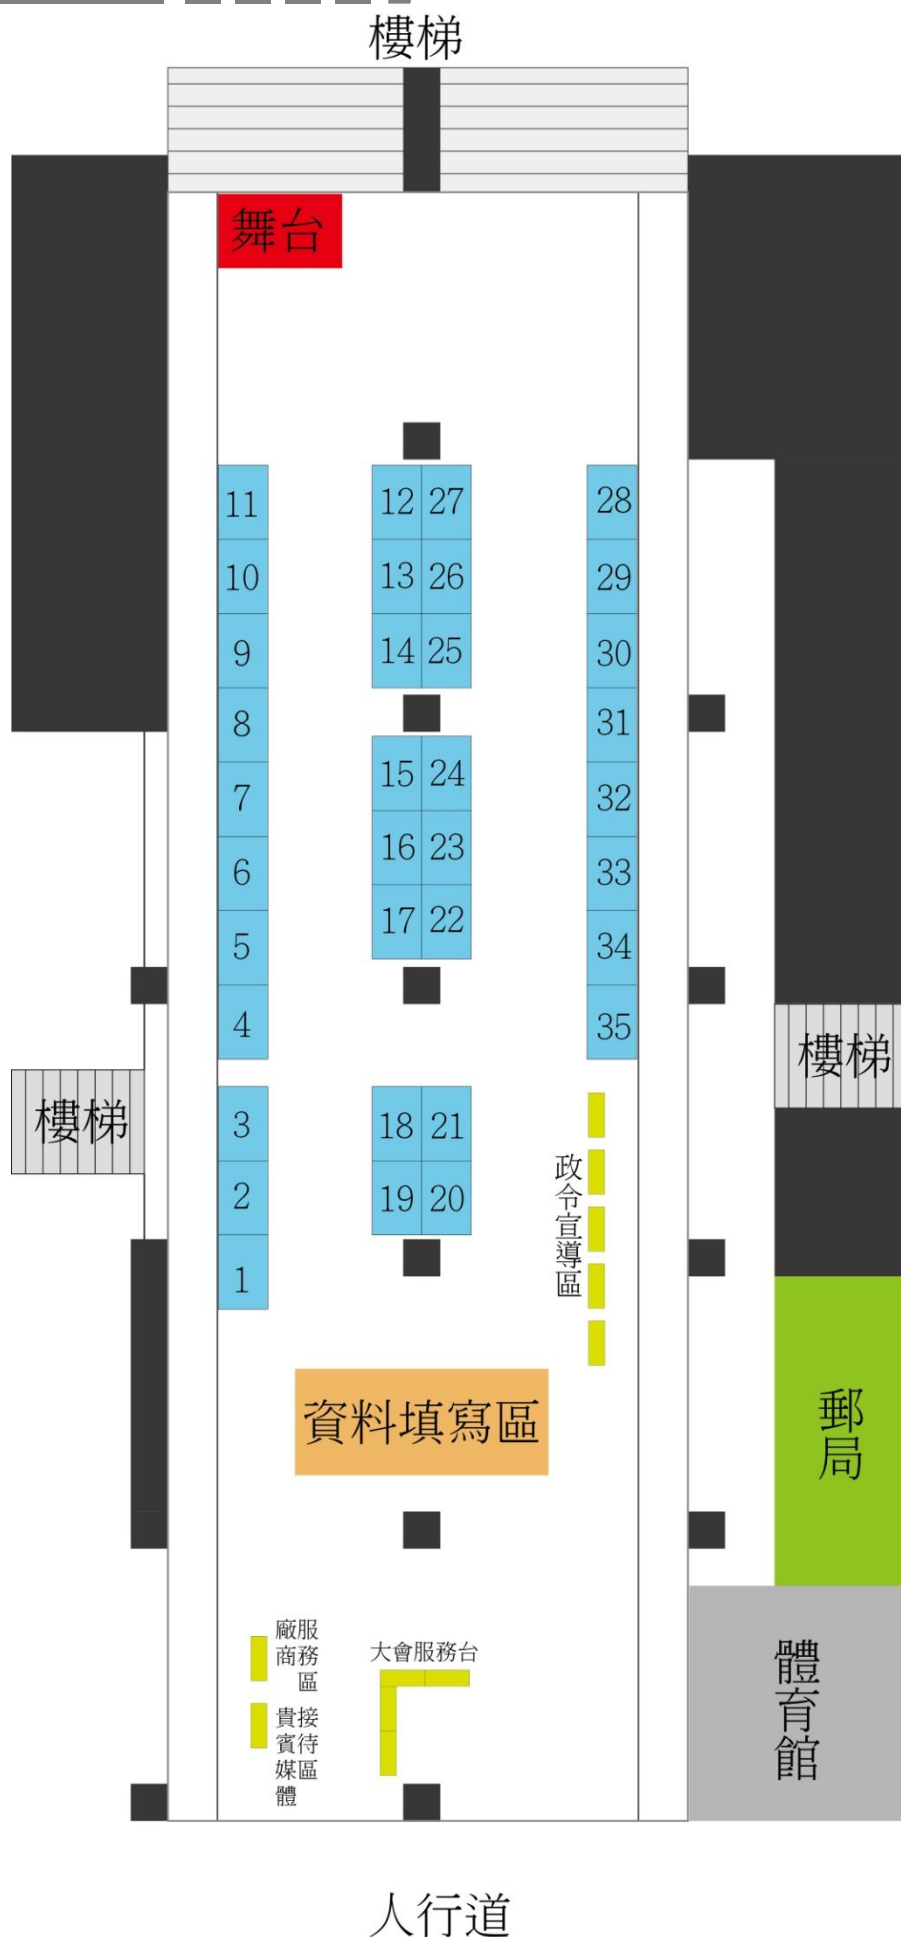 樓梯
舞台
11
12 27
28
10
13 26
29
9
14 25
30
8
31
7
15 24
32
6
16 23
33
5
17 22
34
4
35
樓梯
樓梯
3
18 21
2
19 20
1
政令宣導區
資料填寫區
郵局
廠商服務區
大會服務台
貴賓媒體接待區
體育館
人行道